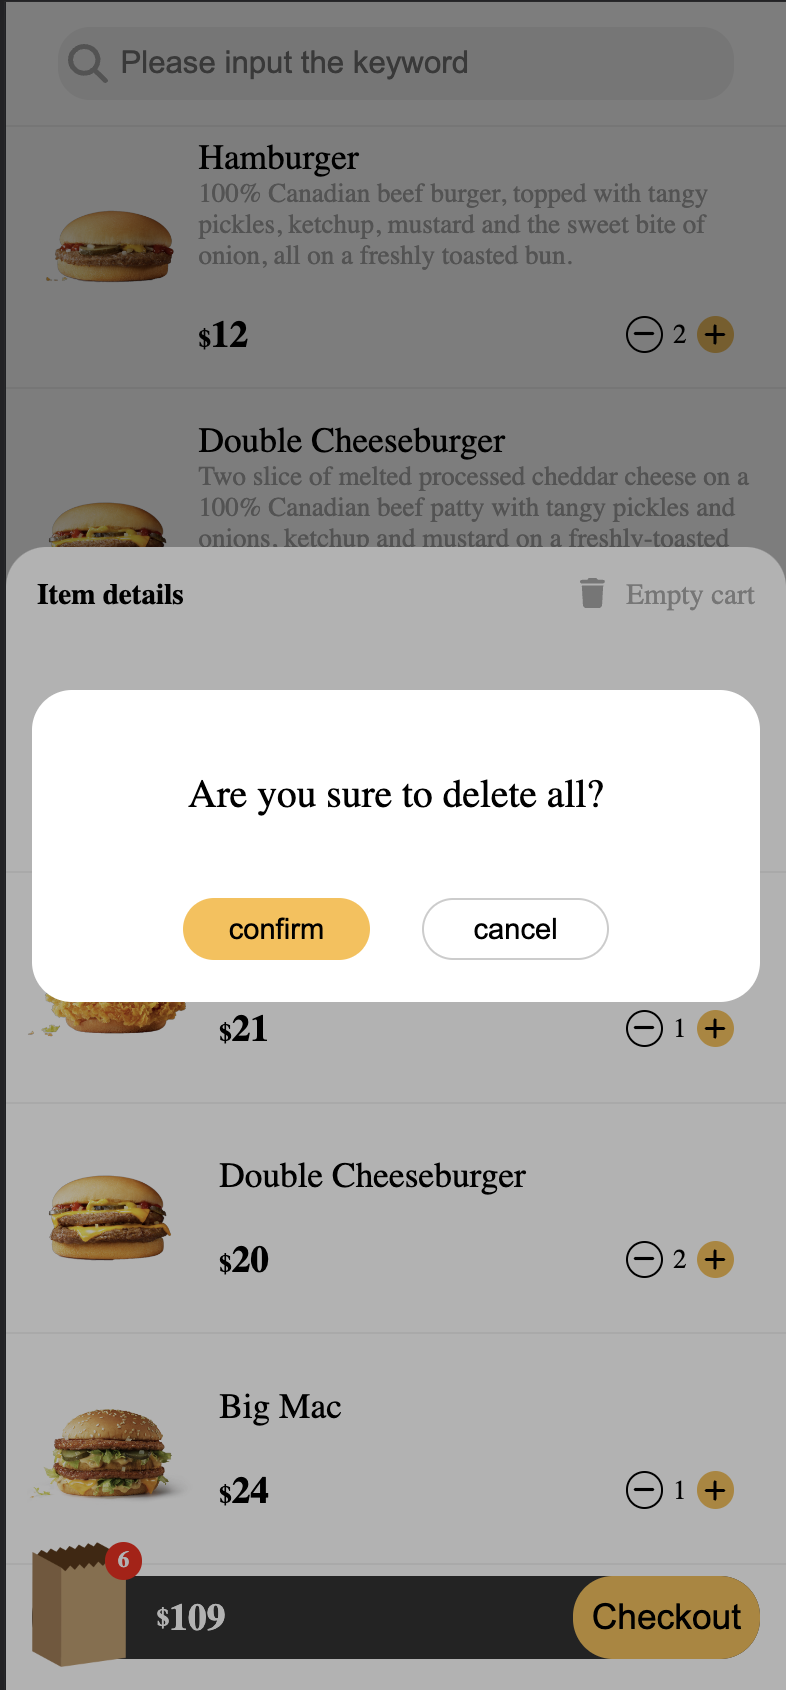 Please input the keyword
Hamburger
100% Canadian beef burger, topped with tangy
pickles, ketchup, mustard and the sweet bite of
onion, all on a freshly toasted bun.
$12
2
Double Cheeseburger
Two slice of melted processed cheddar cheese on a
100% Canadian beef patty with tangy pickles and
onions, ketchup and mustard on a freshly-toasted
Item details
Empty cart
Are you sure to delete all?
confirm
cancel
$21
1
Double Cheeseburger
$20
2
Big Mac
$24
1
6
$109
Checkout